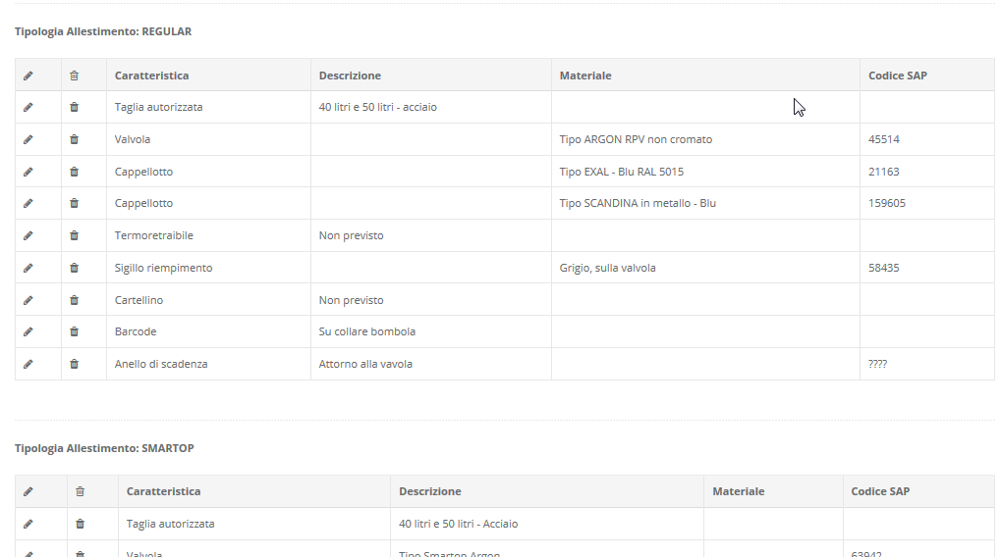 Tipologia Allestimento: REGULAR
Caratteristica Descrizione Materiale Codice SAP
Taglia autorizzata 40 litri e 50 litri - acciaio
Valvola Tipo ARGON RPV non cromato 45514
Cappellotto Tipo EXAL - Blu RAL 5015 21163
Cappellotto Tipo SCANDINA in metallo - Blu 159605
Termoretraibile Non previsto
Sigillo riempimento Grigio, sulla valvola 58435
Cartellino Non previsto
Barcode Su collare bombola
Anello di scadenza Attorno alla vavola ????
Tipologia Allestimento: SMARTOP
Caratteristica Descrizione Materiale Codice SAP
Taglia autorizzata 40 litri e 50 litri - Acciaio
Valvola Tipo Smartop Argon 63942